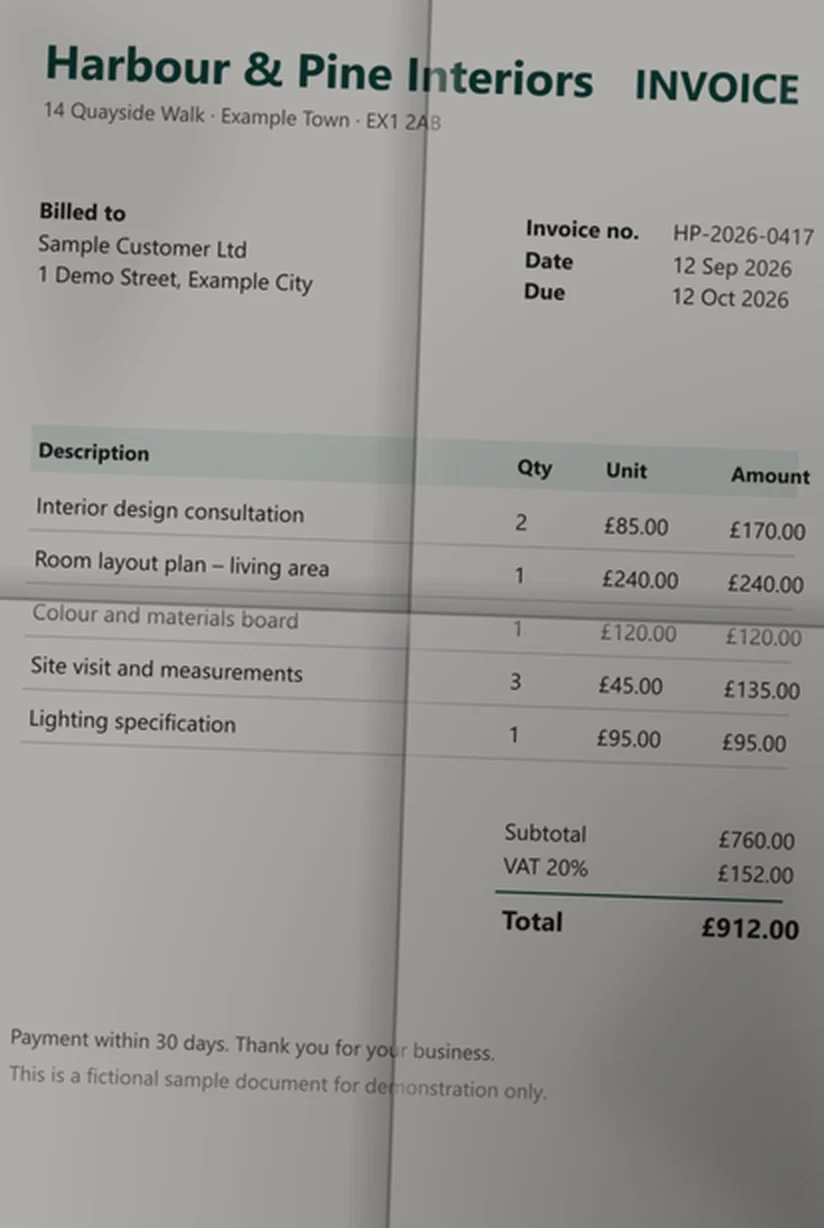 Harbour & Pine Interiors INVOICE
14 Quayside Walk · Example Town · EX1 2AB
Billed to
Sample Customer Ltd
1 Demo Street, Example City
Invoice no. HP-2026-0417
Date 12 Sep 2026
Due 12 Oct 2026
Description Qty Unit Amount
Interior design consultation 2 £85.00 £170.00
Room layout plan – living area 1 £240.00 £240.00
Colour and materials board 1 £120.00 £120.00
Site visit and measurements 3 £45.00 £135.00
Lighting specification 1 £95.00 £95.00
Subtotal £760.00
VAT 20% £152.00
Total £912.00
Payment within 30 days. Thank you for your business.
This is a fictional sample document for demonstration only.